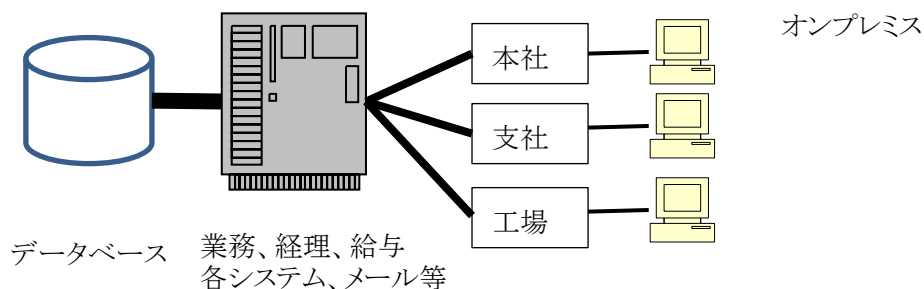 オンプレミス
本社
支社
工場
データベース
業務、経理、給与
各システム、メール等